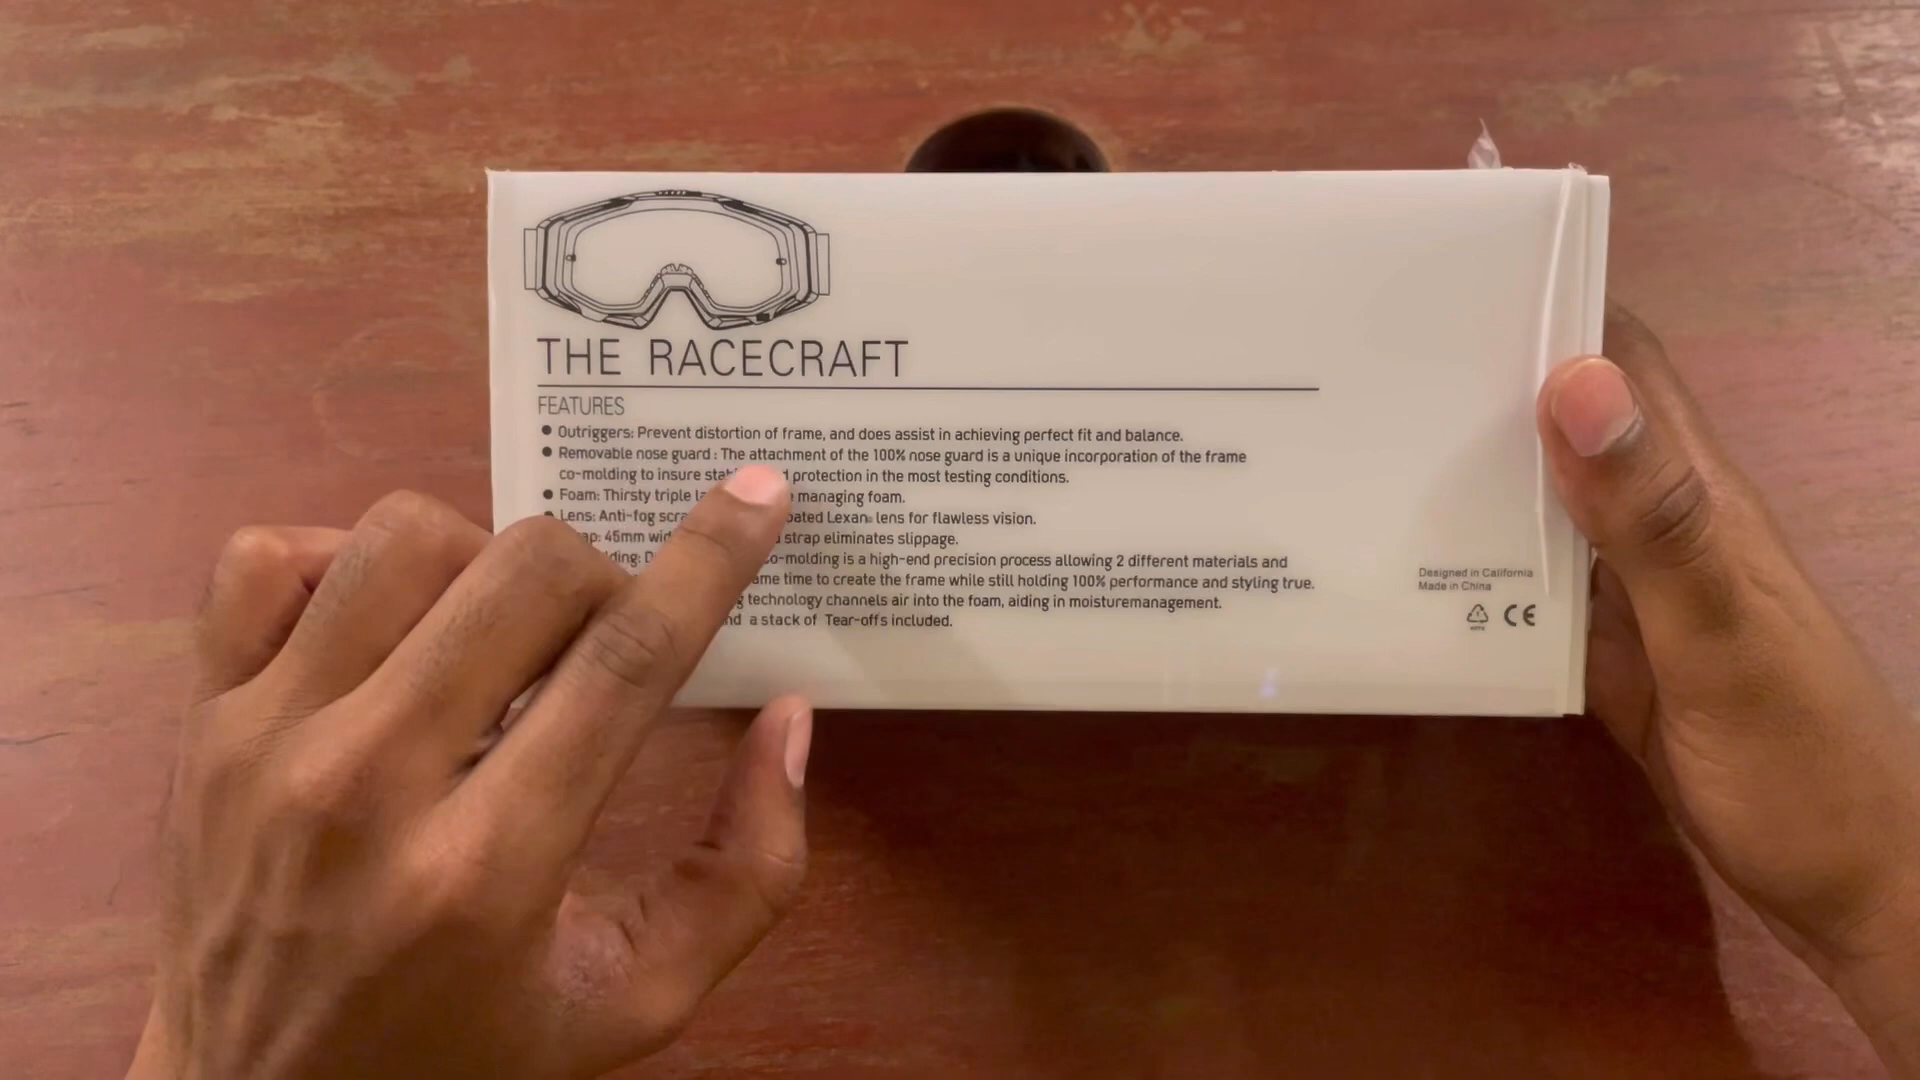 THE RACECRAFT
FEATURES
● Outriggers: Prevent distortion of frame, and does assist in achieving perfect fit and balance.
● Removable nose guard : The attachment of the 100% nose guard is a unique incorporation of the frame
co-molding to insure protection in the most testing conditions.
● Foam: Thirsty triple managing foam.
● Lens: Anti-fog Lexan lens for flawless vision.
45mm strap eliminates slippage.
co-molding is a high-end precision process allowing 2 different materials and
time to create the frame while still holding 100% performance and styling true.
technology channels air into the foam, aiding in moisturemanagement.
a stack of Tear-offs included.
Designed in California
Made in China
CE